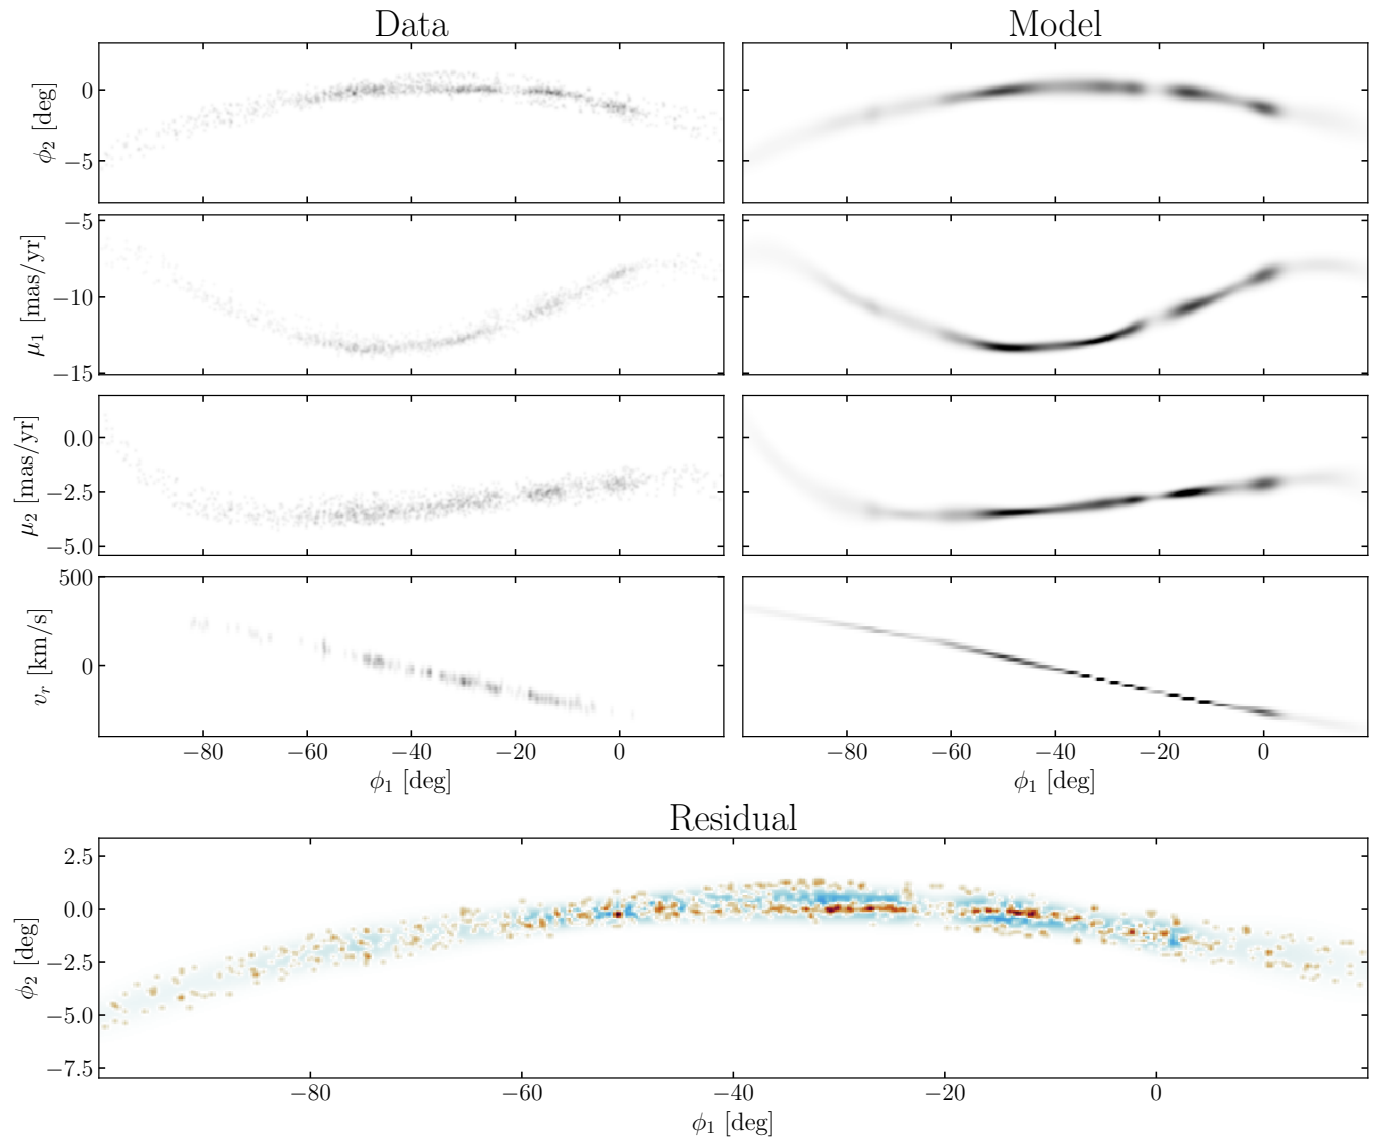 Data
Model
ϕ₂ [deg]
0
−5
μ₁ [mas/yr]
−5
−10
−15
μ₂ [mas/yr]
0.0
−2.5
−5.0
vᵣ [km/s]
500
0
−80 −60 −40 −20 0
−80 −60 −40 −20 0
ϕ₁ [deg]
ϕ₁ [deg]
Residual
ϕ₂ [deg]
2.5
0.0
−2.5
−5.0
−7.5
−80 −60 −40 −20 0
ϕ₁ [deg]